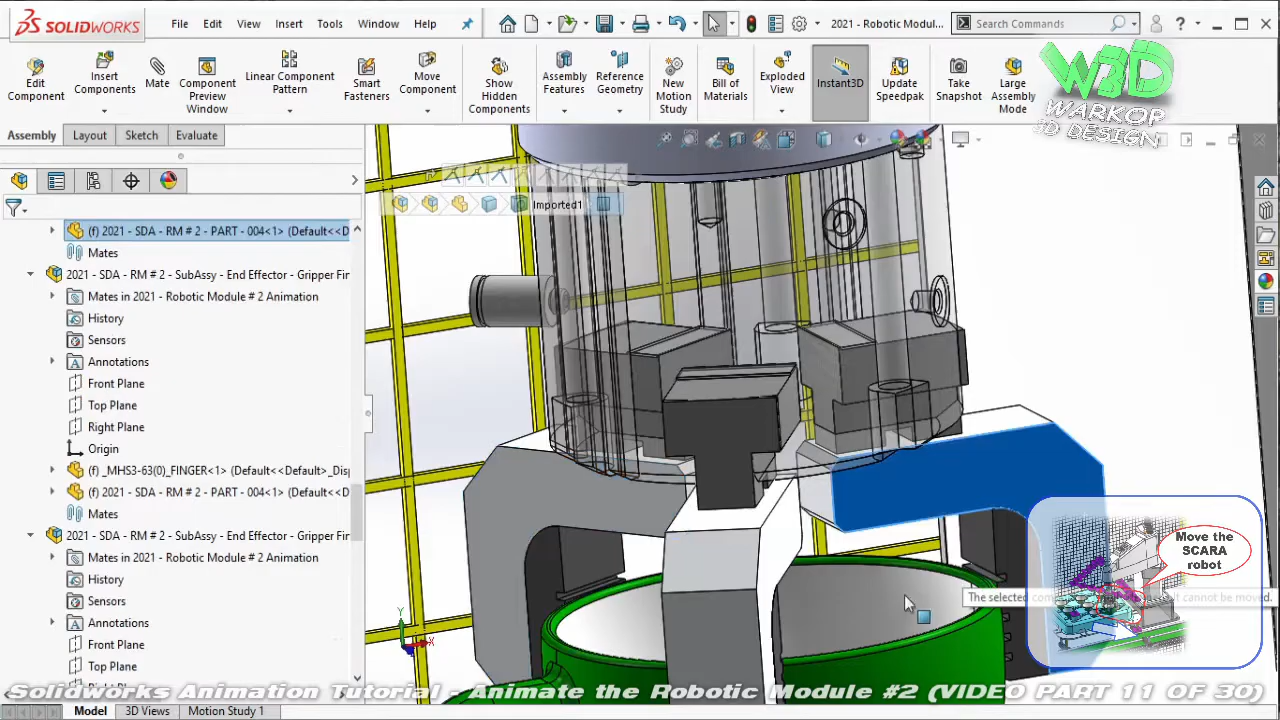 SOLIDWORKS
File Edit View Insert Tools Window Help
2021 - Robotic Modul...
Search Commands
Edit Component
Insert Components
Mate
Component Preview Window
Linear Component Pattern
Smart Fasteners
Move Component
Show Hidden Components
Assembly Features
Reference Geometry
New Motion Study
Bill of Materials
Exploded View
Instant3D
Update Speedpak
Take Snapshot
Large Assembly Mode
W3D
WARKOP
3D DESIGN
Assembly Layout Sketch Evaluate
Imported1
(f) 2021 - SDA - RM # 2 - PART - 004<1> (Default<<D
Mates
2021 - SDA - RM # 2 - SubAssy - End Effector - Gripper Fir
Mates in 2021 - Robotic Module # 2 Animation
History
Sensors
Annotations
Front Plane
Top Plane
Right Plane
Origin
(f) _MHS3-63(0)_FINGER<1> (Default<Default>_Disp
(f) 2021 - SDA - RM # 2 - PART - 004<1> (Default<<D
Mates
2021 - SDA - RM # 2 - SubAssy - End Effector - Gripper Fir
Mates in 2021 - Robotic Module # 2 Animation
History
Sensors
Annotations
Front Plane
Top Plane
Y
X
Move the
SCARA
robot
The selected com
cannot be moved.
SolidWorks Animation Tutorial - Animate the Robotic Module #2 (VIDEO PART 11 OF 30)
Model 3D Views Motion Study 1